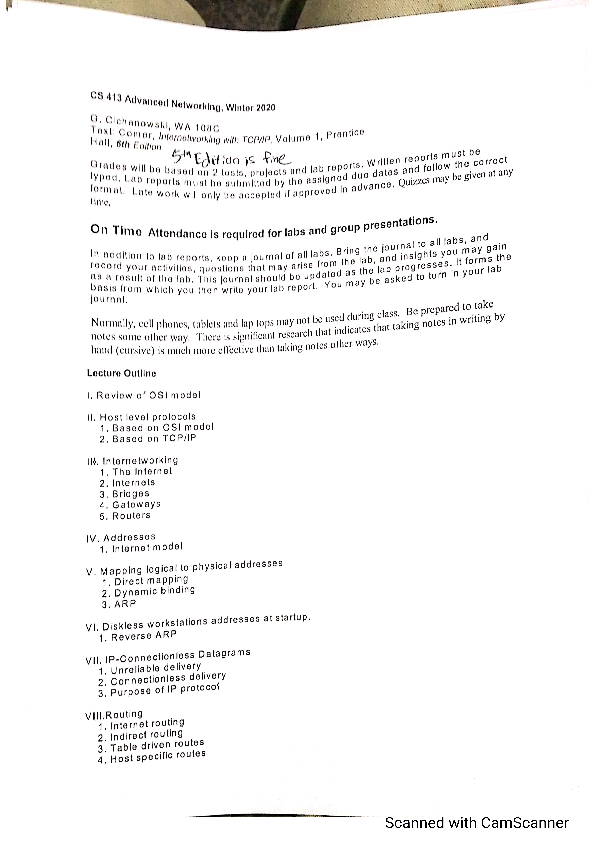 CS 413 Advanced Networking, Winter 2020
G. Cichanowski, WA 108C
Text: Comer, Internetworking with TCP/IP, Volume 1, Prentice
Hall, 6th Edition
5th Edition is fine
Grades will be based on 2 tests, projects and lab reports. Written reports must be
typed. Lab reports must be submitted by the assigned due dates and follow the correct
format. Late work will only be accepted if approved in advance. Quizzes may be given at any
time.
On Time Attendance is required for labs and group presentations.
In addition to lab reports, keep a journal of all labs. Bring the journal to all labs, and
record your activities, questions that may arise from the lab, and insights you may gain
as a result of the lab. This journal should be updated as the lab progresses. It forms the
basis from which you then write your lab report. You may be asked to turn in your lab
journal.
Normally, cell phones, tablets and lap tops may not be used during class. Be prepared to take
notes some other way. There is significant research that indicates that taking notes in writing by
hand (cursive) is much more effective than taking notes other ways.
Lecture Outline
I. Review of OSI model
II. Host level protocols
1. Based on OSI model
2. Based on TCP/IP
III. Internetworking
1. The Internet
2. Internets
3. Bridges
4. Gateways
5. Routers
IV. Addresses
1. Internet model
V. Mapping logical to physical addresses
1. Direct mapping
2. Dynamic binding
3. ARP
VI. Diskless workstations addresses at startup.
1. Reverse ARP
VII. IP-Connectionless Datagrams
1. Unreliable delivery
2. Connectionless delivery
3. Purpose of IP protocol
VIII.Routing
1. Internet routing
2. Indirect routing
3. Table driven routes
4. Host specific routes
Scanned with CamScanner